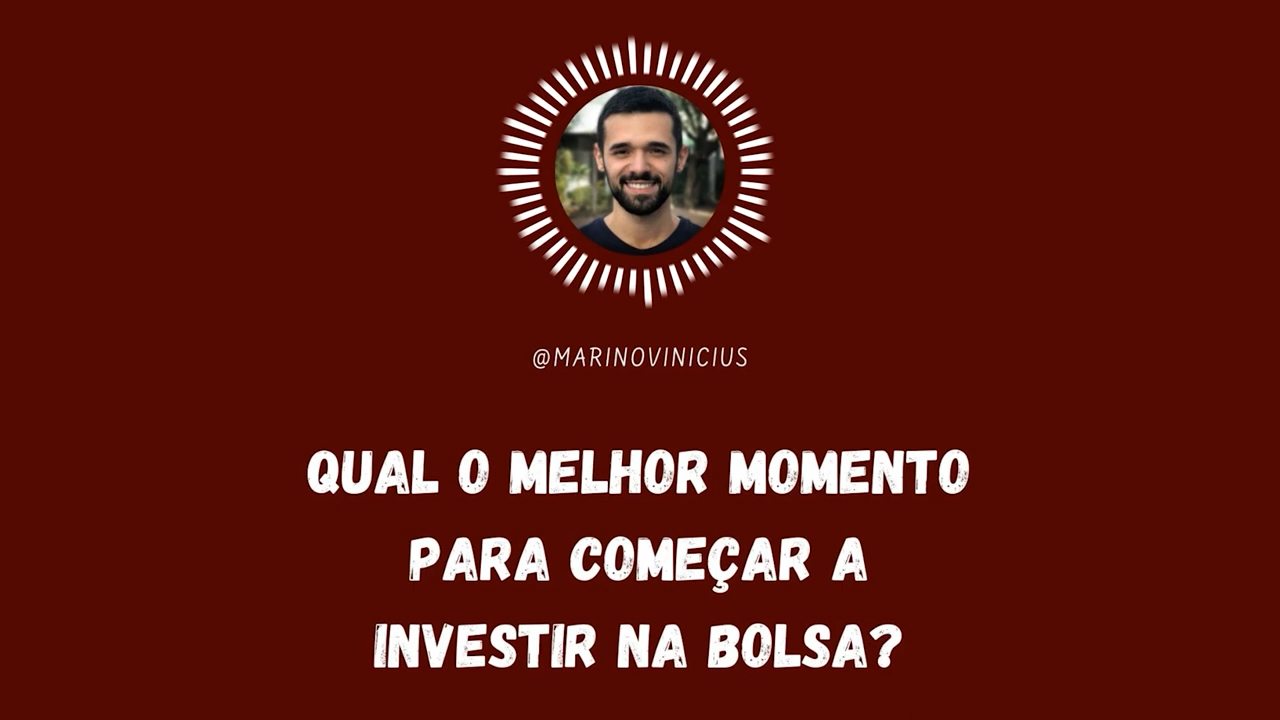 @MARINOVINICIUS
QUAL O MELHOR MOMENTO
PARA COMEÇAR A
INVESTIR NA BOLSA?